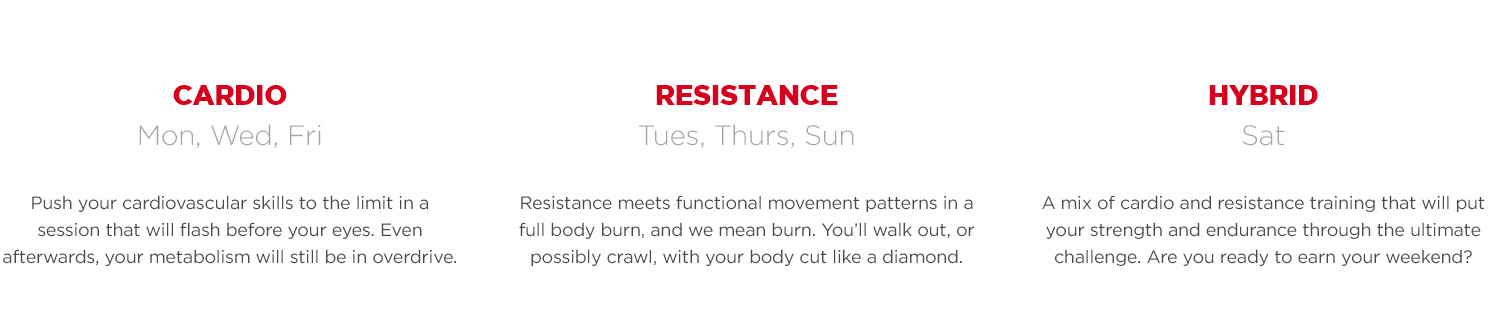 CARDIO
Mon, Wed, Fri
Push your cardiovascular skills to the limit in a
session that will flash before your eyes. Even
afterwards, your metabolism will still be in overdrive.
RESISTANCE
Tues, Thurs, Sun
Resistance meets functional movement patterns in a
full body burn, and we mean burn. You’ll walk out, or
possibly crawl, with your body cut like a diamond.
HYBRID
Sat
A mix of cardio and resistance training that will put
your strength and endurance through the ultimate
challenge. Are you ready to earn your weekend?